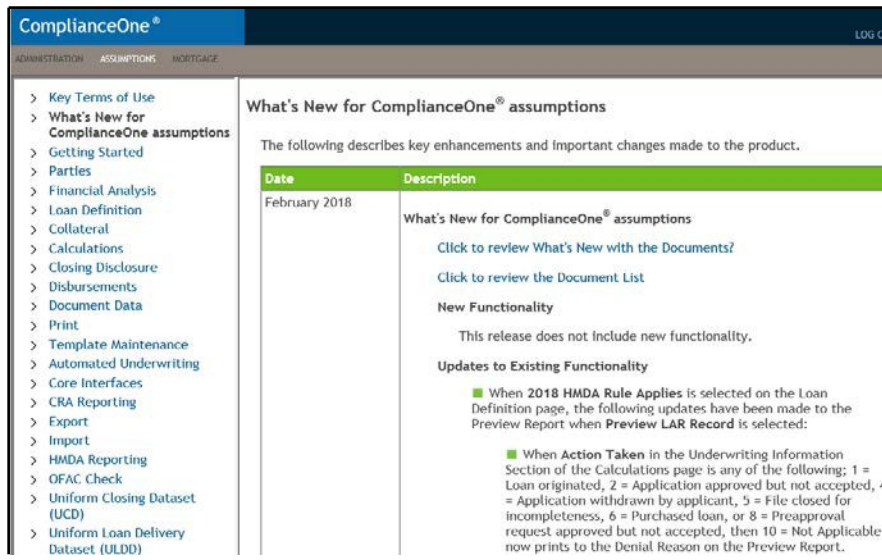 ComplianceOne®
LOG
ADMINISTRATION ASSUMPTIONS MORTGAGE
> Key Terms of Use
> What's New for
ComplianceOne assumptions
> Getting Started
> Parties
> Financial Analysis
> Loan Definition
> Collateral
> Calculations
> Closing Disclosure
> Disbursements
> Document Data
> Print
> Template Maintenance
> Automated Underwriting
> Core Interfaces
> CRA Reporting
> Export
> Import
> HMDA Reporting
> OFAC Check
> Uniform Closing Dataset
(UCD)
> Uniform Loan Delivery
Dataset (ULDD)
What's New for ComplianceOne® assumptions
The following describes key enhancements and important changes made to the product.
Date Description
February 2018
What's New for ComplianceOne® assumptions
Click to review What's New with the Documents?
Click to review the Document List
New Functionality
This release does not include new functionality.
Updates to Existing Functionality
■ When 2018 HMDA Rule Applies is selected on the Loan
Definition page, the following updates have been made to the
Preview Report when Preview LAR Record is selected:
■ When Action Taken in the Underwriting Information
Section of the Calculations page is any of the following; 1 =
Loan originated, 2 = Application approved but not accepted, 4
= Application withdrawn by applicant, 5 = File closed for
incompleteness, 6 = Purchased loan, or 8 = Preapproval
request approved but not accepted, then 10 = Not Applicable
now prints to the Denial Reason on the Preview Report.